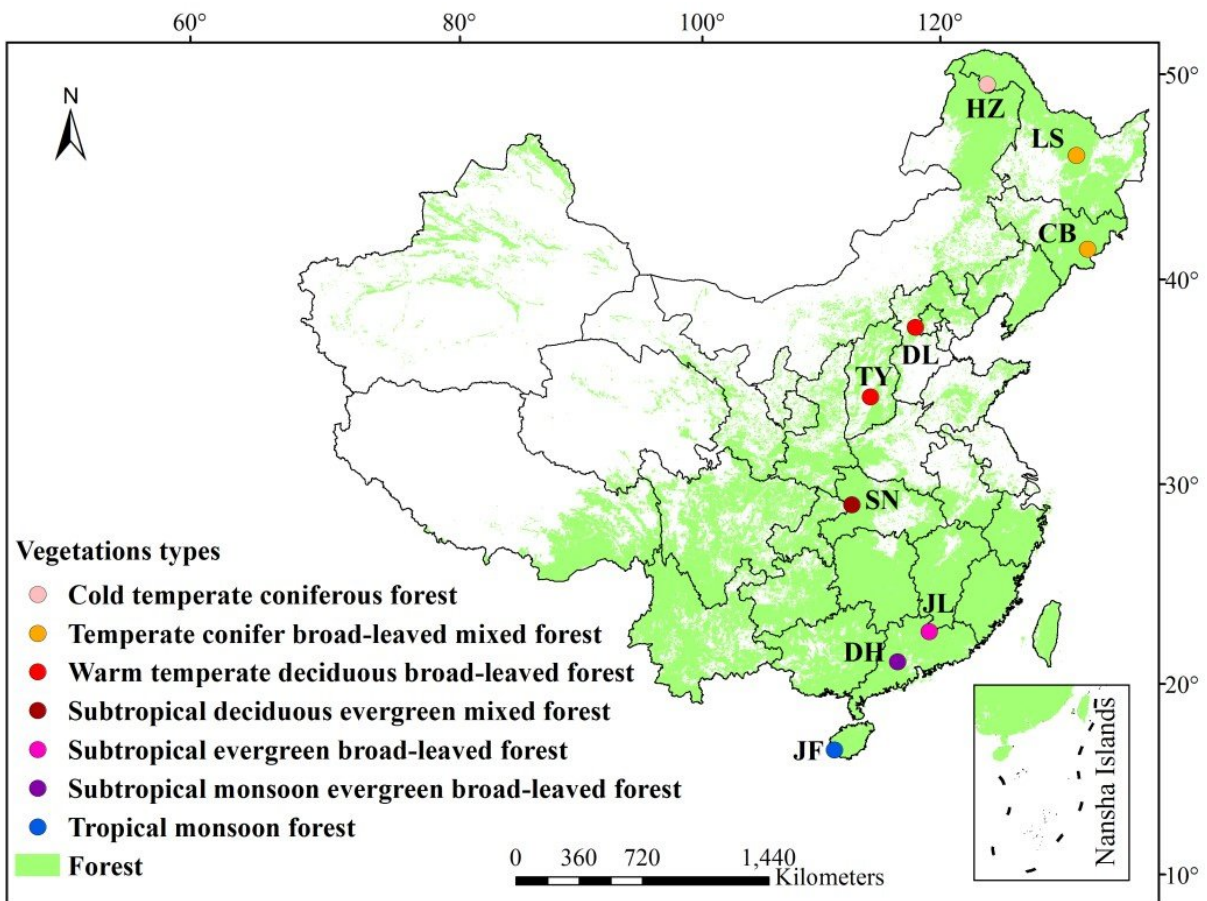 60° 80° 100° 120°
50°
N
HZ
LS
CB
40°
DL
TY
30°
SN
Vegetations types
Cold temperate coniferous forest
JL
Temperate conifer broad-leaved mixed forest
DH
Warm temperate deciduous broad-leaved forest
20°
Subtropical deciduous evergreen mixed forest
Subtropical evergreen broad-leaved forest
JF
Subtropical monsoon evergreen broad-leaved forest
Tropical monsoon forest
Nansha Islands
0 360 720 1,440
Forest
Kilometers
10°